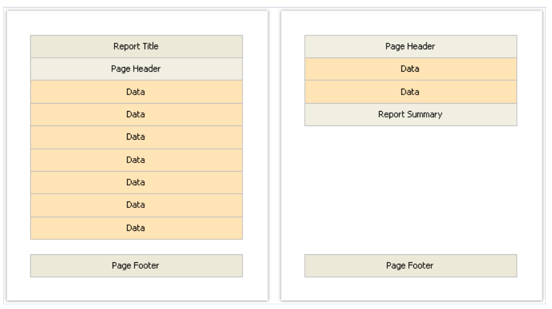 Report Title
Page Header
Data
Data
Data
Data
Data
Data
Data
Page Footer
Page Header
Data
Data
Report Summary
Page Footer